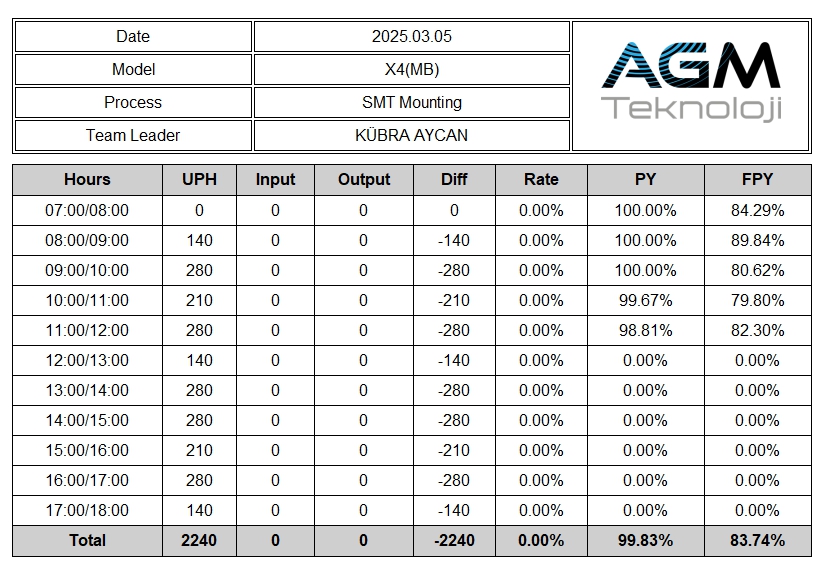 Date 2025.03.05
Model X4(MB)
Process SMT Mounting
Team Leader KÜBRA AYCAN
AGM
Teknoloji
Hours UPH Input Output Diff Rate PY FPY
07:00/08:00 0 0 0 0 0.00% 100.00% 84.29%
08:00/09:00 140 0 0 -140 0.00% 100.00% 89.84%
09:00/10:00 280 0 0 -280 0.00% 100.00% 80.62%
10:00/11:00 210 0 0 -210 0.00% 99.67% 79.80%
11:00/12:00 280 0 0 -280 0.00% 98.81% 82.30%
12:00/13:00 140 0 0 -140 0.00% 0.00% 0.00%
13:00/14:00 280 0 0 -280 0.00% 0.00% 0.00%
14:00/15:00 280 0 0 -280 0.00% 0.00% 0.00%
15:00/16:00 210 0 0 -210 0.00% 0.00% 0.00%
16:00/17:00 280 0 0 -280 0.00% 0.00% 0.00%
17:00/18:00 140 0 0 -140 0.00% 0.00% 0.00%
Total 2240 0 0 -2240 0.00% 99.83% 83.74%